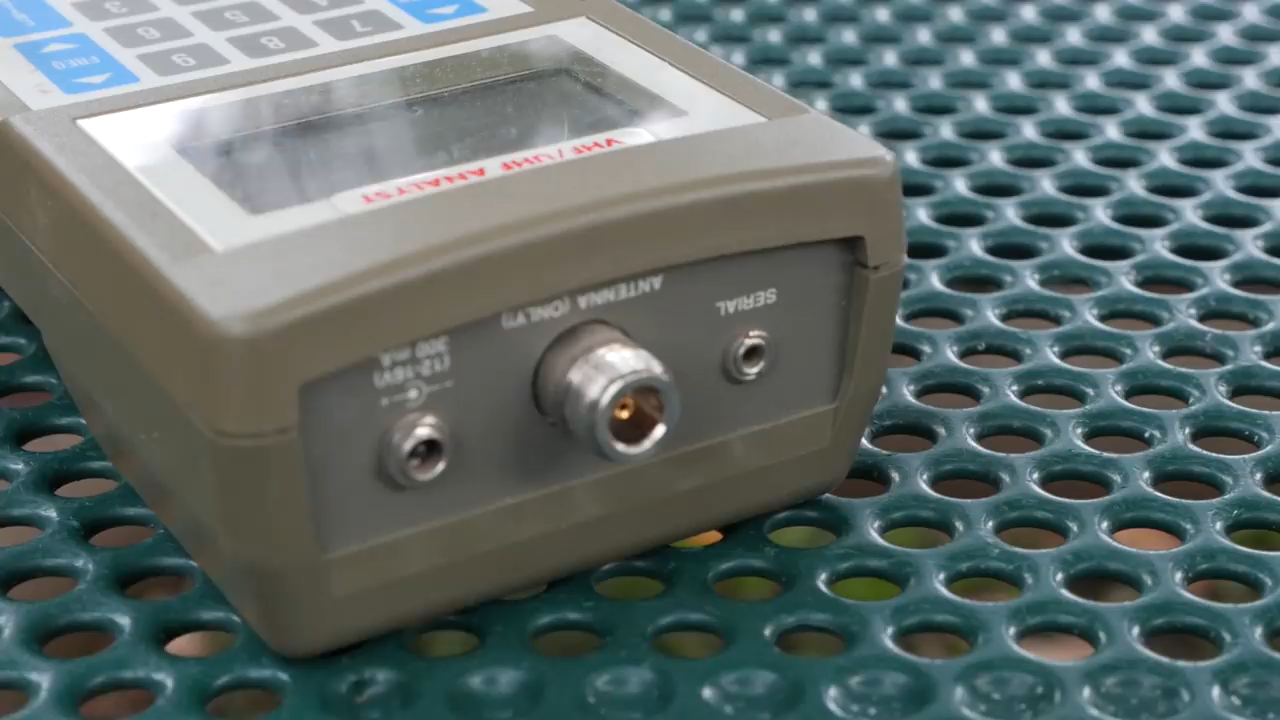 3
6
5
9
8
7
FREQ
VHF/UHF ANALYST
SERIAL
ANTENNA (ONLY!)
(12-16V)
300 mA